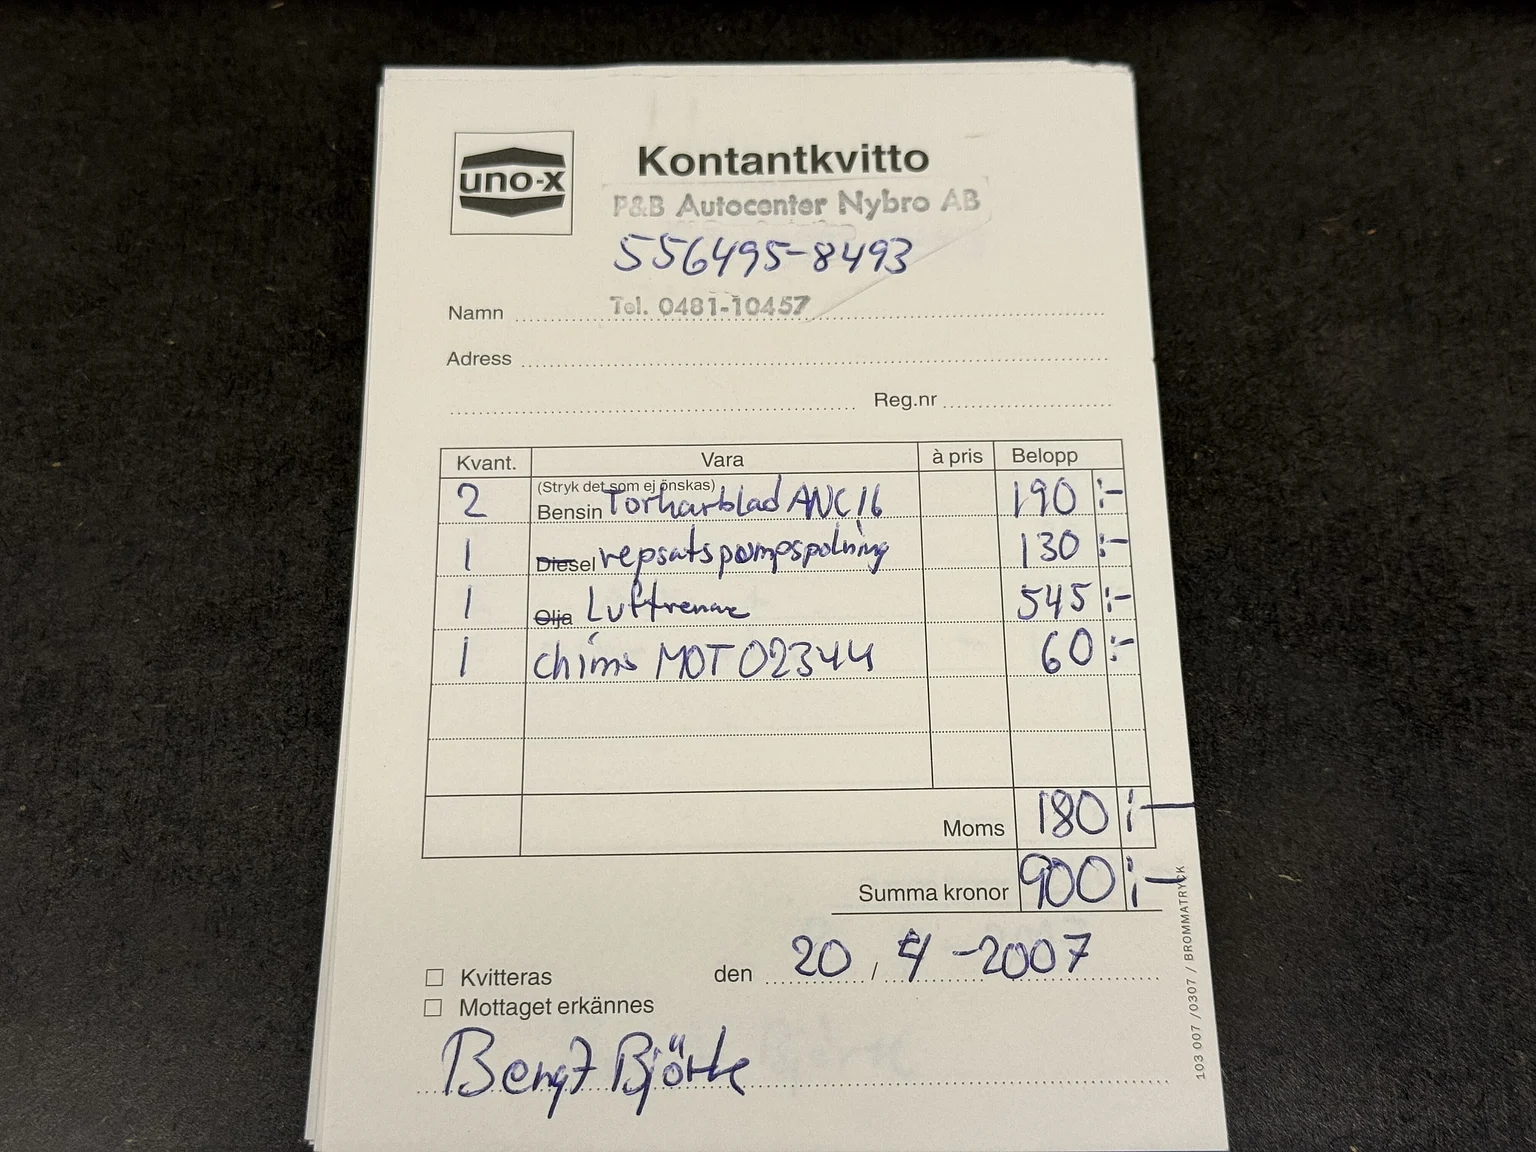 uno-x
Kontantkvitto
P&B Autocenter Nybro AB
556495-8493
Tel. 0481-10457
Namn
Adress
Reg.nr
Kvant. Vara à pris Belopp
(Stryk det som ej önskas)
2 Bensin Torkarblad ANC16 190 :-
1 Diesel repsats pompspolning 130 :-
1 Olja Luftrenare 545 :-
1 chims MOT02344 60 :-
Moms 180 :-
Summa kronor 900 :-
Kvitteras den 20 / 4 -2007
Mottaget erkännes
Bengt Björk
103 007 /0307 / BROMMATRYCK